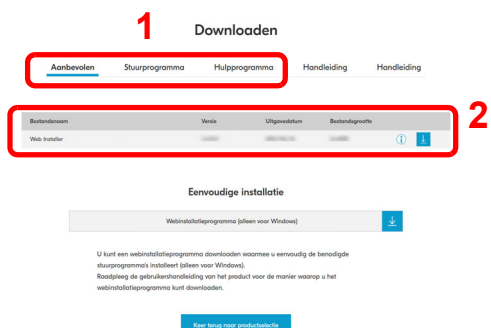 1
Downloaden
Aanbevolen Stuurprogramma Hulpprogramma Handleiding Handleiding
2
Bestandsnaam Versie Uitgavedatum Bestandsgrootte
Web Installer
Eenvoudige installatie
Webinstallatieprogramma (alleen voor Windows)
U kunt een webinstallatieprogramma downloaden waarmee u eenvoudig de benodigde
stuurprogramma's installeert (alleen voor Windows).
Raadpleeg de gebruikershandleiding van het product voor de manier waarop u het
webinstallatieprogramma kunt downloaden.
Keer terug naar productselectie